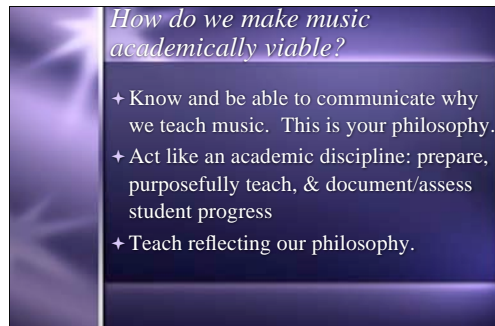 How do we make music
academically viable?
Know and be able to communicate why
we teach music. This is your philosophy.
Act like an academic discipline: prepare,
purposefully teach, & document/assess
student progress
Teach reflecting our philosophy.